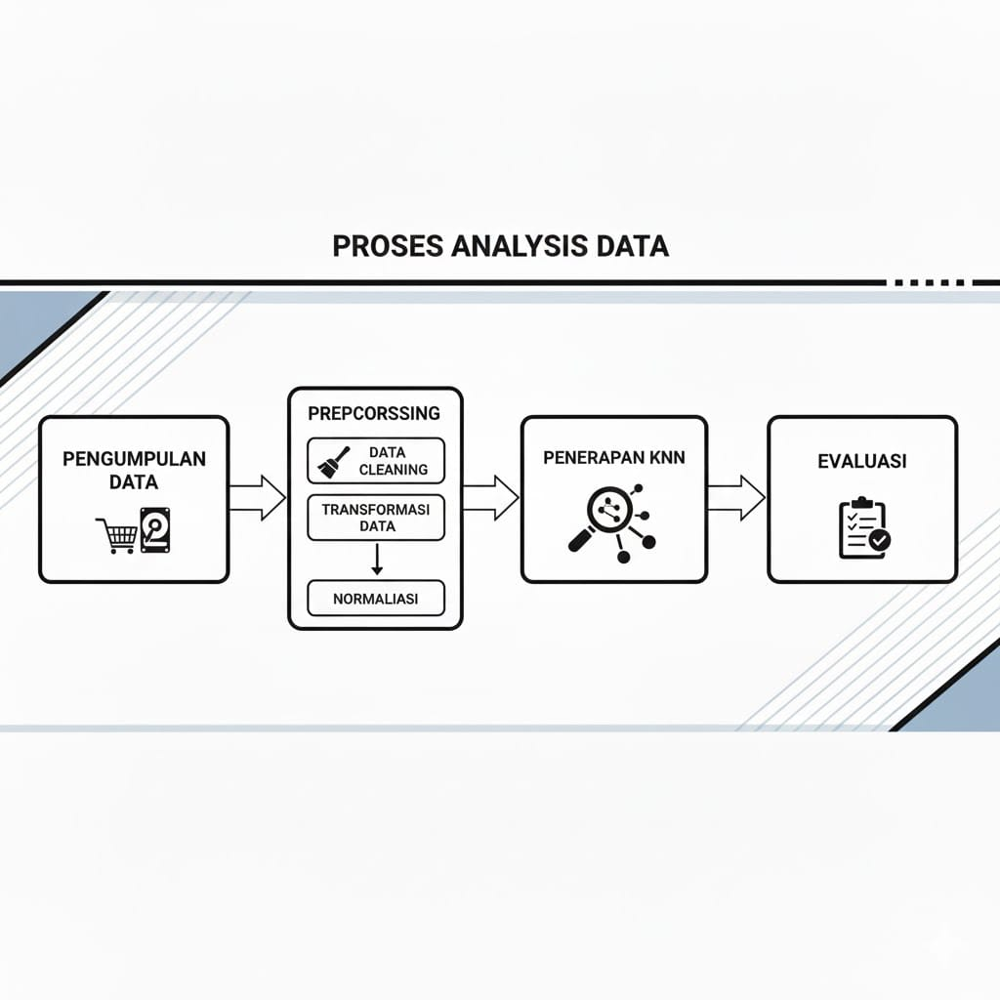 PROSES ANALYSIS DATA
PENGUMPULAN
DATA
PREPCORSSING
DATA
CLEANING
TRANSFORMASI
DATA
NORMALIASI
PENERAPAN KNN
EVALUASI